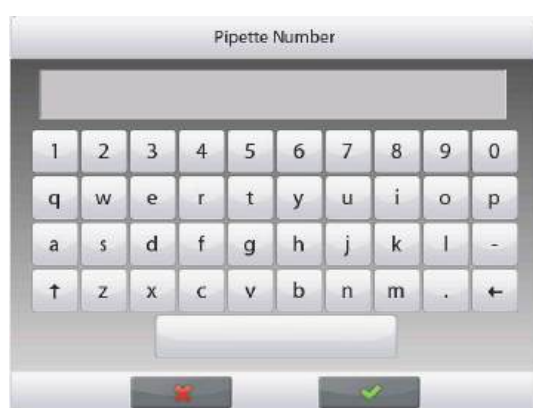 Pipette Number
1 2 3 4 5 6 7 8 9 0
q w e r t y u i o p
a s d f g h j k l -
↑ z x c v b n m . ←